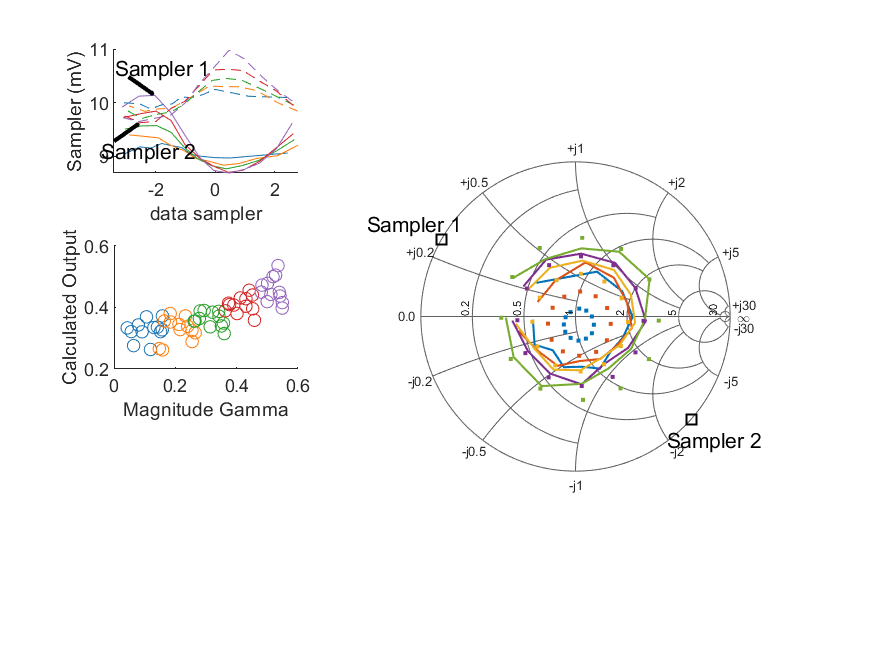 11
10
9
Sampler (mV)
Sampler 1
Sampler 2
-2
0
2
data sampler
0.6
0.4
0.2
Calculated Output
0
0.2
0.4
0.6
Magnitude Gamma
+j1
+j0.5
+j2
Sampler 1
+j0.2
+j5
0.0
0.2
0.5
1
2
5
30
+j30
∞
-j30
-j0.2
-j5
-j0.5
-j2
Sampler 2
-j1